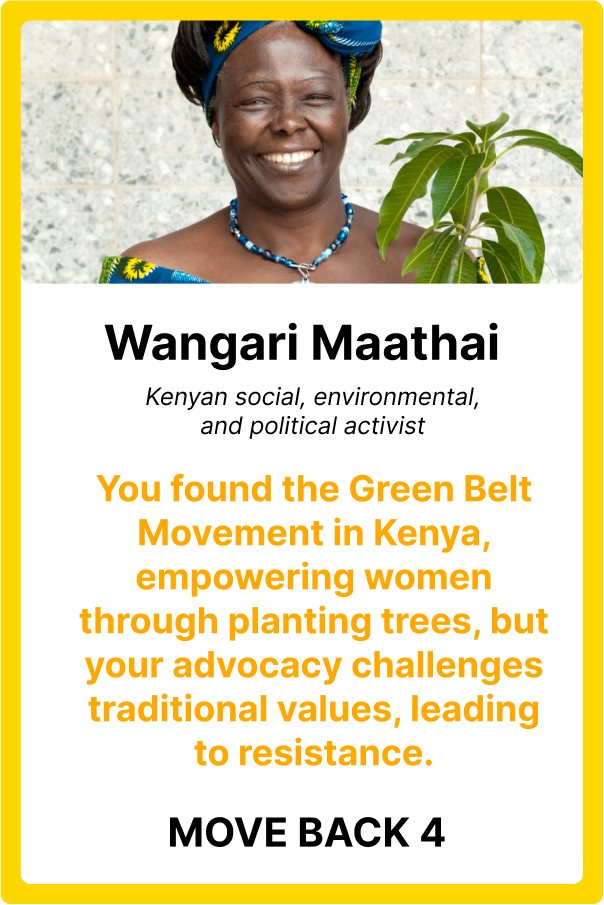 Wangari Maathai
Kenyan social, environmental,
and political activist
You found the Green Belt
Movement in Kenya,
empowering women
through planting trees, but
your advocacy challenges
traditional values, leading
to resistance.
MOVE BACK 4